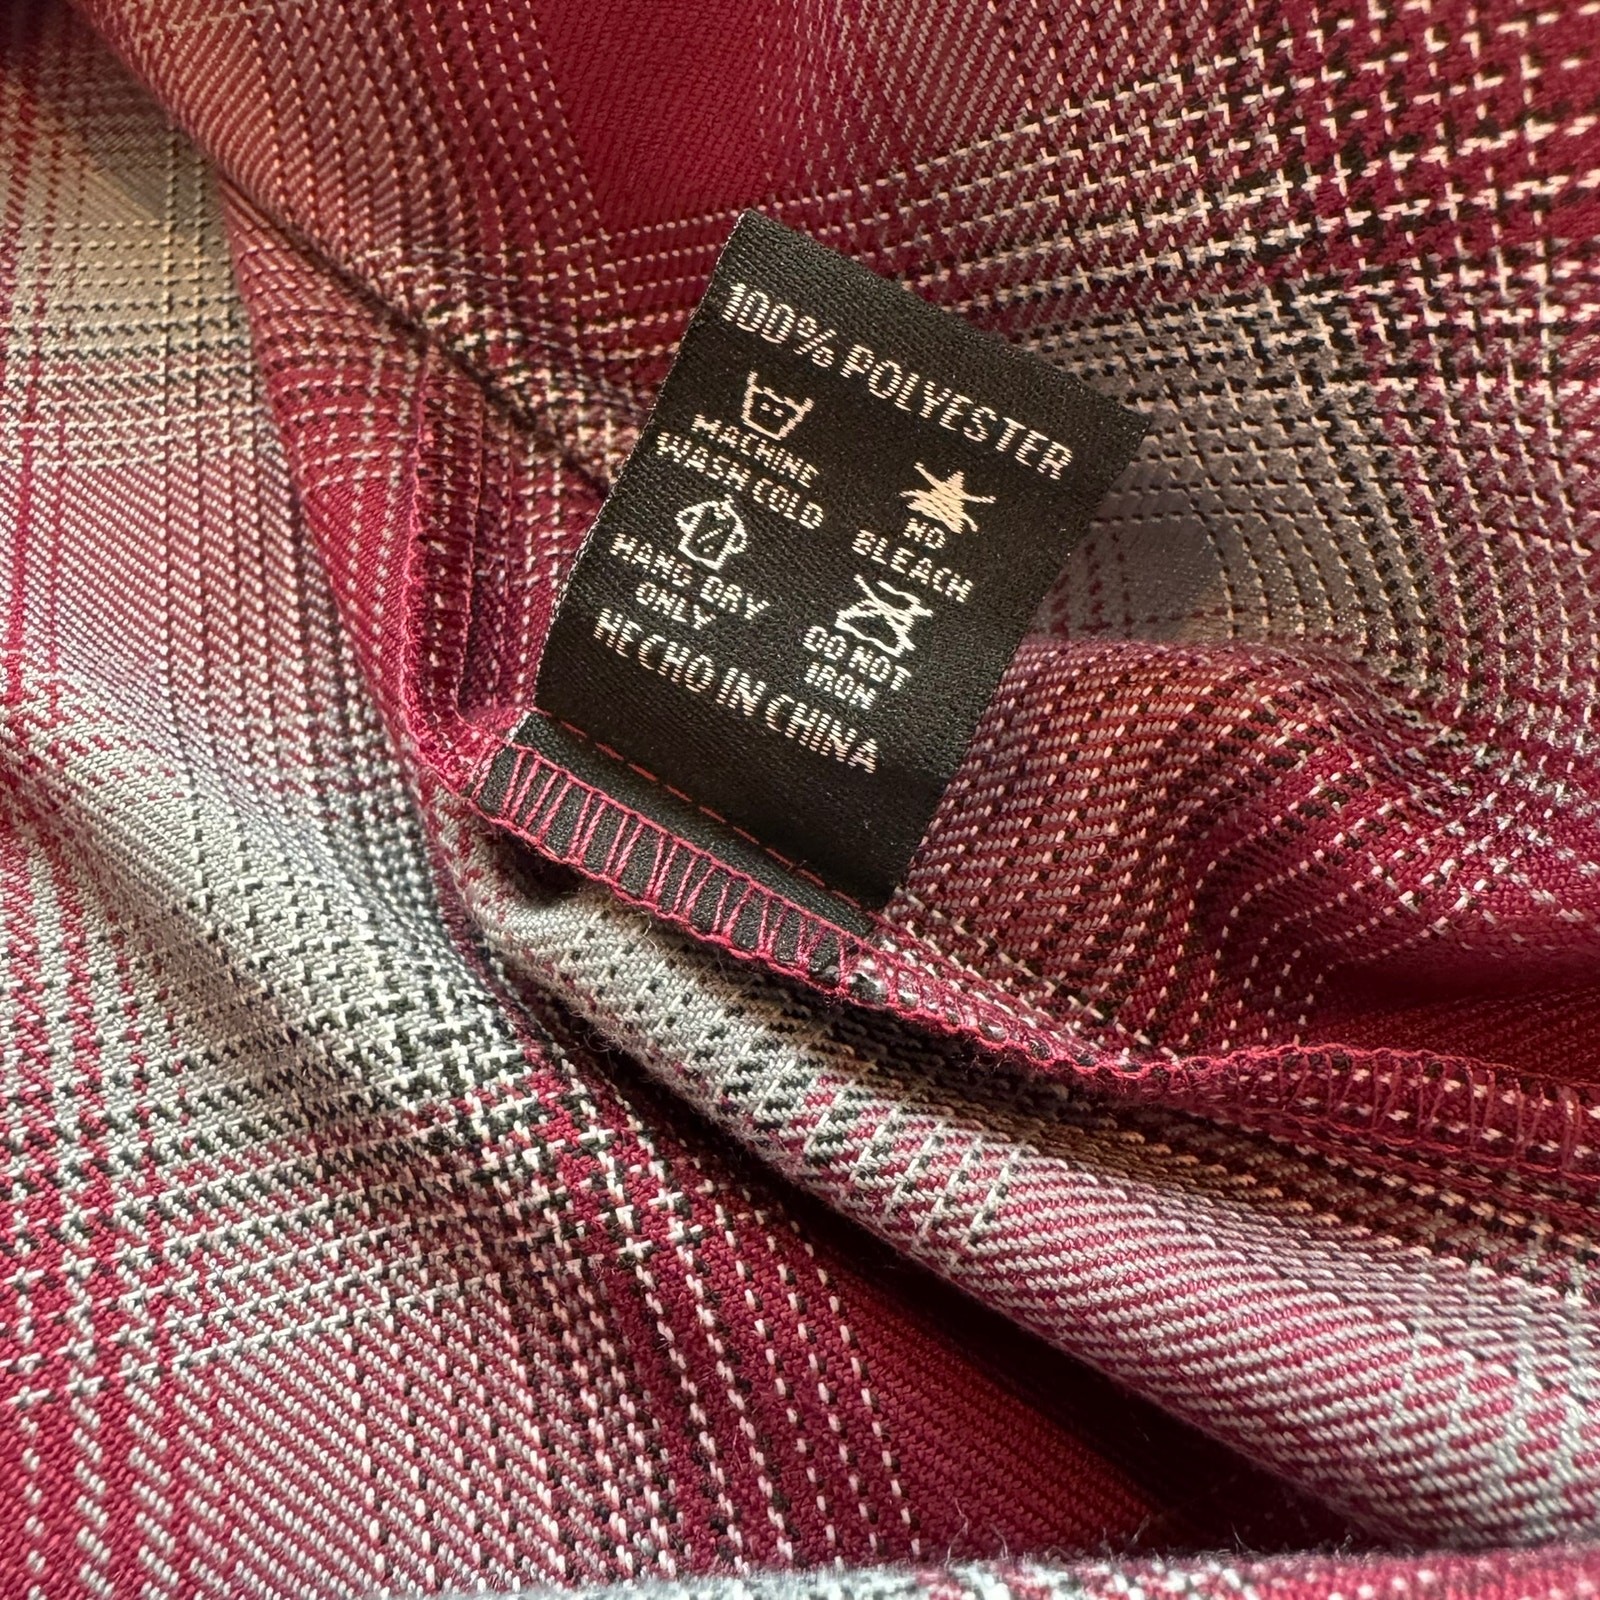 100% POLYESTER
MACHINE
WASH COLD
NO
BLEACH
HANG DRY
ONLY
DO NOT
IRON
HECHO IN CHINA